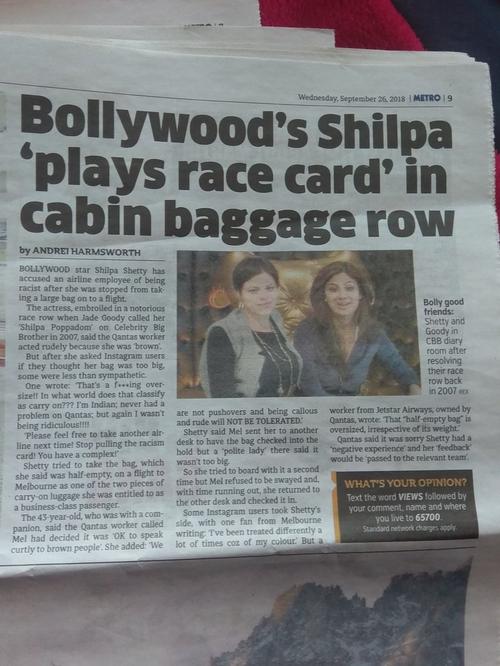 Wednesday, September 26, 2018 | METRO | 9
Bollywood's Shilpa
'plays race card' in
cabin baggage row
by ANDREI HARMSWORTH
BOLLYWOOD star Shilpa Shetty has
accused an airline employee of being
racist after she was stopped from tak-
ing a large bag on to a flight.
The actress, embroiled in a notorious
race row when Jade Goody called her
'Shilpa Poppadom' on Celebrity Big
Brother in 2007, said the Qantas worker
acted rudely because she was 'brown'.
But after she asked Instagram users
if they thought her bag was too big,
some were less than sympathetic.
One wrote: 'That's a f***ing over-
size!! In what world does that classify
as carry on??? I'm Indian; never had a
problem on Qantas; but again I wasn't
being ridiculous!!!!
'Please feel free to take another air-
line next time! Stop pulling the racism
card! You have a complex!'
Shetty tried to take the bag, which
she said was half-empty, on a flight to
Melbourne as one of the two pieces of
carry-on luggage she was entitled to as
a business-class passenger.
The 43-year-old, who was with a com-
panion, said the Qantas worker called
Mel had decided it was 'OK to speak
curtly to brown people'. She added: 'We
are not pushovers and being callous
and rude will NOT BE TOLERATED.'
Shetty said Mel sent her to another
desk to have the bag checked into the
hold but a 'polite lady' there said it
wasn't too big.
So she tried to board with it a second
time but Mel refused to be swayed and,
with time running out, she returned to
the other desk and checked it in.
Some Instagram users took Shetty's
side, with one fan from Melbourne
writing: 'I've been treated differently a
lot of times coz of my colour.' But a
worker from Jetstar Airways, owned by
Qantas, wrote: 'That "half-empty bag" is
oversized, irrespective of its weight.'
Qantas said it was sorry Shetty had a
'negative experience' and her 'feedback'
would be 'passed to the relevant team'.
Bolly good
friends:
Shetty and
Goody in
CBB diary
room after
resolving
their race
row back
in 2007 REX
WHAT'S YOUR OPINION?
Text the word VIEWS followed by
your comment, name and where
you live to 65700.
Standard network charges apply.